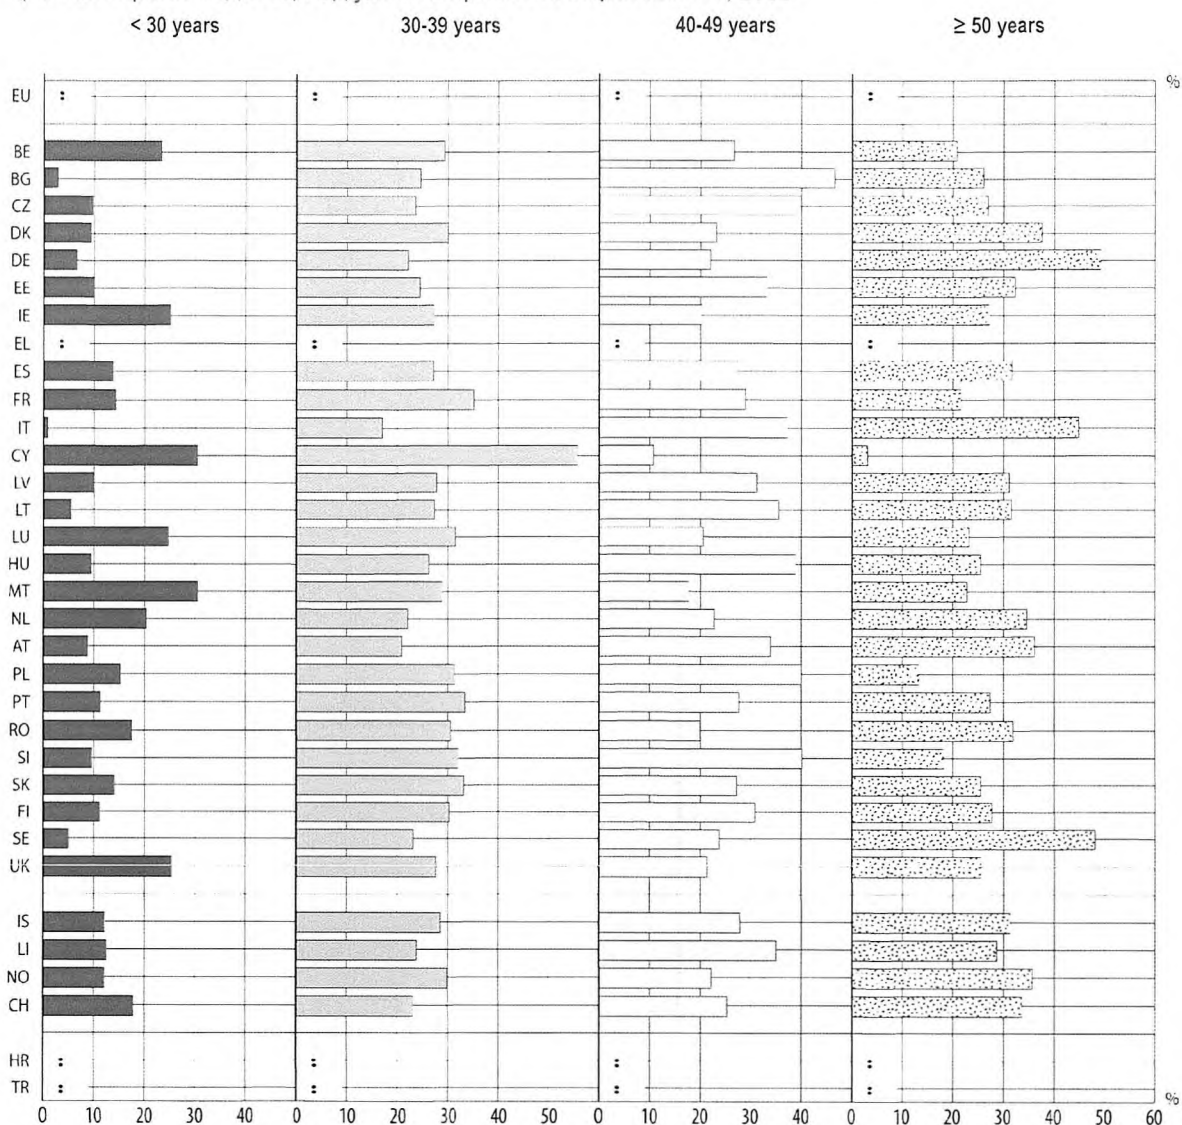 < 30 years 30-39 years 40-49 years ≥ 50 years
%
EU : : : :
BE
BG
CZ
DK
DE
EE
IE
EL : : : :
ES
FR
IT
CY
LV
LT
LU
HU
MT
NL
AT
PL
PT
RO
SI
SK
FI
SE
UK
IS
LI
NO
CH
HR : : : :
TR : : : :
%
0 10 20 30 40 0 10 20 30 40 50 0 10 20 30 40 0 10 20 30 40 50 60